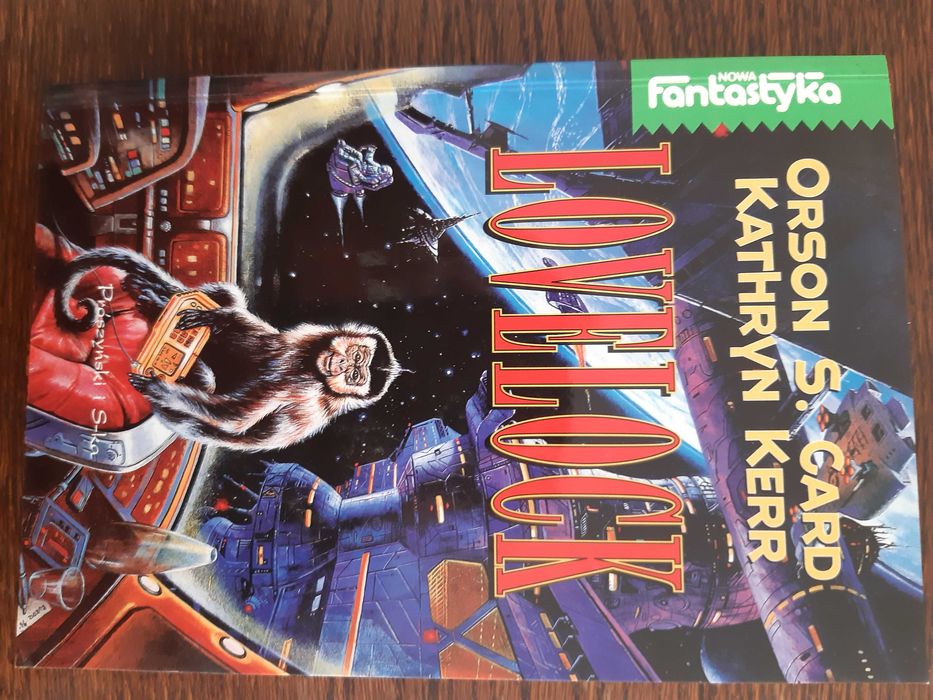 NOWA
Fantastyka
ORSON S. CARD
KATHRYN KERR
LOVELOCK
Prószyński i S-ka